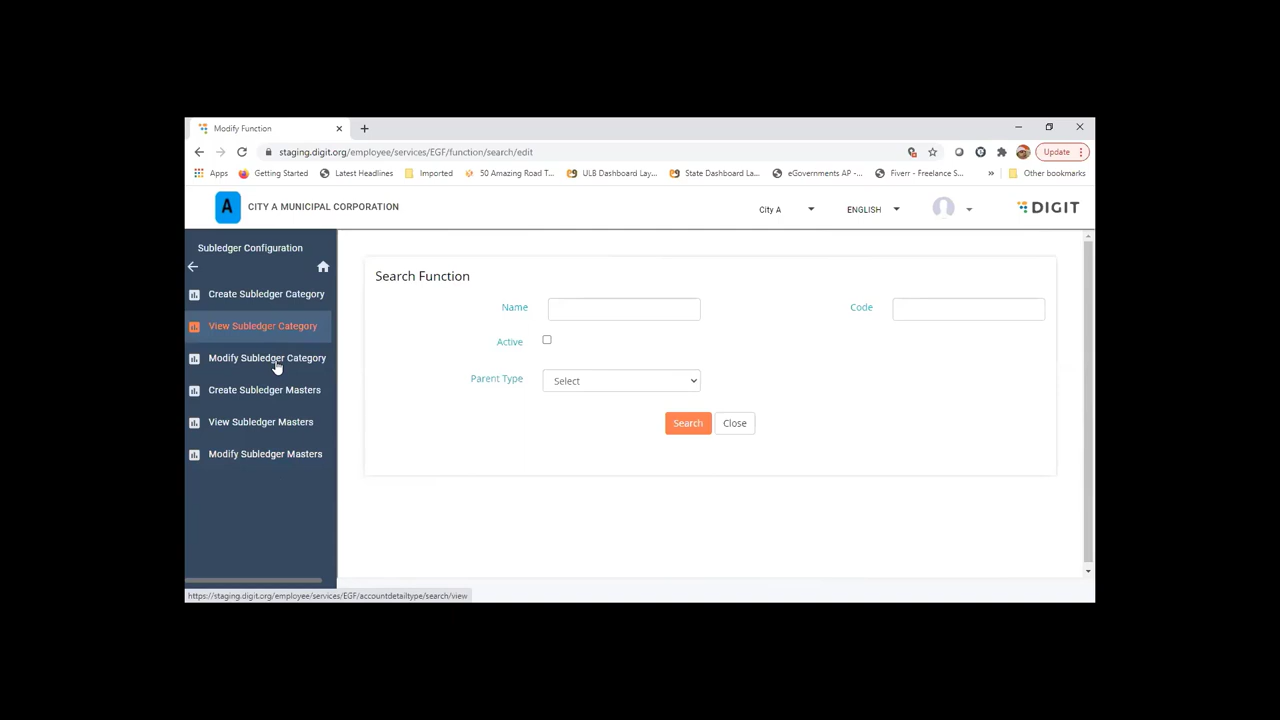 Modify Function
staging.digit.org/employee/services/EGF/function/search/edit
Update
Apps
Getting Started
Latest Headlines
Imported
50 Amazing Road T...
ULB Dashboard Lay...
State Dashboard La...
eGovernments AP -...
Fiverr - Freelance S...
»
Other bookmarks
A
CITY A MUNICIPAL CORPORATION
City A
ENGLISH
DIGIT
Subledger Configuration
Create Subledger Category
View Subledger Category
Modify Subledger Category
Create Subledger Masters
View Subledger Masters
Modify Subledger Masters
Search Function
Name
Code
Active
Parent Type
Select
Search
Close
https://staging.digit.org/employee/services/EGF/accountdetailtype/search/view